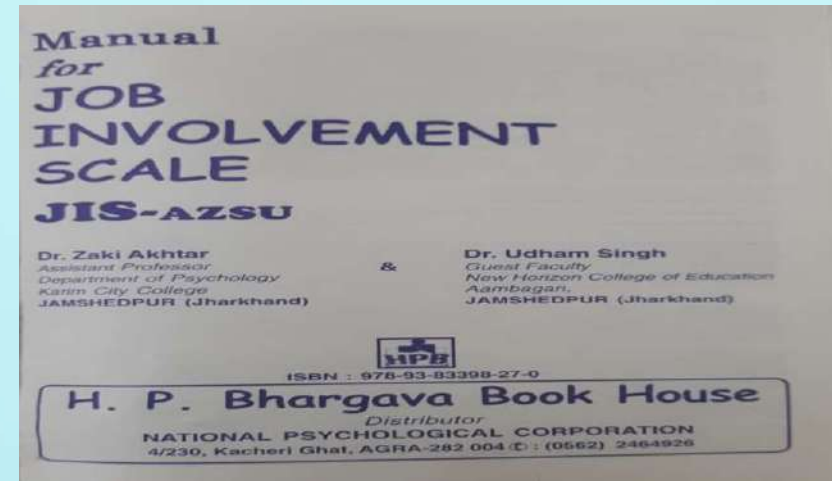 Manual
for
JOB
INVOLVEMENT
SCALE
JIS-AZSU
Dr. Zaki Akhtar
Assistant Professor
Department of Psychology
Karim City College
JAMSHEDPUR (Jharkhand)
&
Dr. Udham Singh
Guest Faculty
New Horizon College of Education
Aambagan,
JAMSHEDPUR (Jharkhand)
HPB
ISBN : 978-93-83398-27-0
H. P. Bhargava Book House
Distributor
NATIONAL PSYCHOLOGICAL CORPORATION
4/230, Kacheri Ghat, AGRA-282 004 ✆ : (0562) 2464926